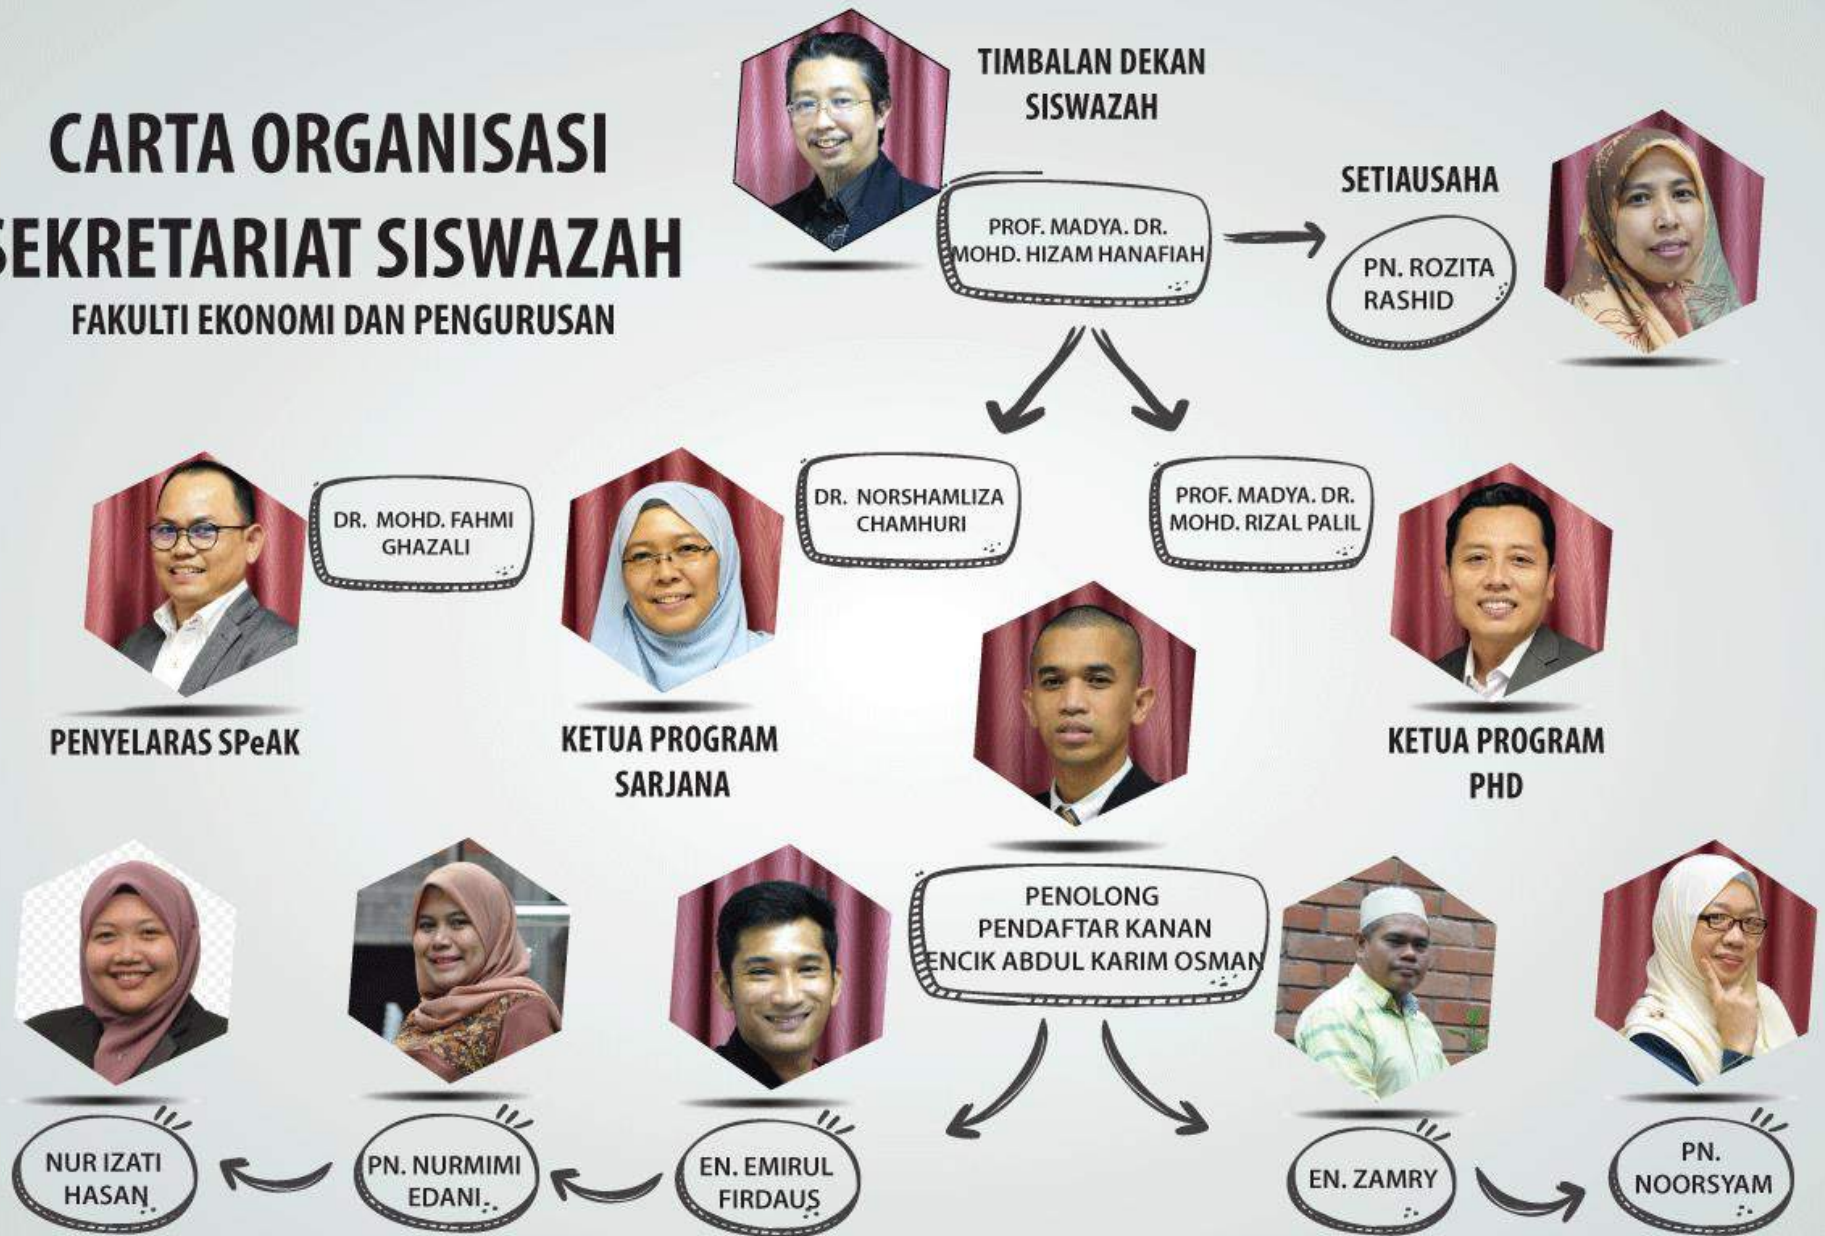 CARTA ORGANISASI
SEKRETARIAT SISWAZAH
FAKULTI EKONOMI DAN PENGURUSAN
TIMBALAN DEKAN
SISWAZAH
PROF. MADYA. DR.
MOHD. HIZAM HANAFIAH
SETIAUSAHA
PN. ROZITA
RASHID
DR. MOHD. FAHMI
GHAZALI
PENYELARAS SPeAK
DR. NORSHAMLIZA
CHAMHURI
KETUA PROGRAM
SARJANA
PROF. MADYA. DR.
MOHD. RIZAL PALIL
KETUA PROGRAM
PHD
PENOLONG
PENDAFTAR KANAN
ENCIK ABDUL KARIM OSMAN
NUR IZATI
HASAN
PN. NURMIMI
EDANI
EN. EMIRUL
FIRDAUS
EN. ZAMRY
PN.
NOORSYAM